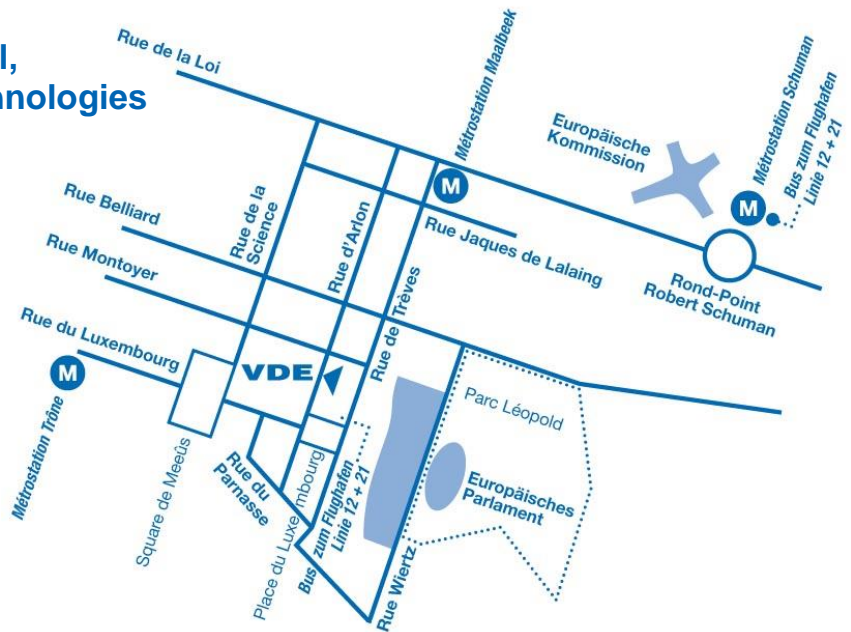 l,
hnologies
Rue de la Loi
Métrostation Maalbeek
Europäische
Kommission
Métrostation Schuman
Bus zum Flughafen
Linie 12 + 21
M
M
Rue Belliard
Rue de la
Science
Rue d'Arlon
Rue Jaques de Lalaing
Rue Montoyer
Rond-Point
Robert Schuman
Rue de Trèves
Rue du Luxembourg
M
VDE
Parc Léopold
Métrostation Trône
Square de Meeûs
Rue du
Parnasse
Place du Luxembourg
Bus zum Flughafen
Linie 12 + 21
Europäisches
Parlament
Rue Wiertz